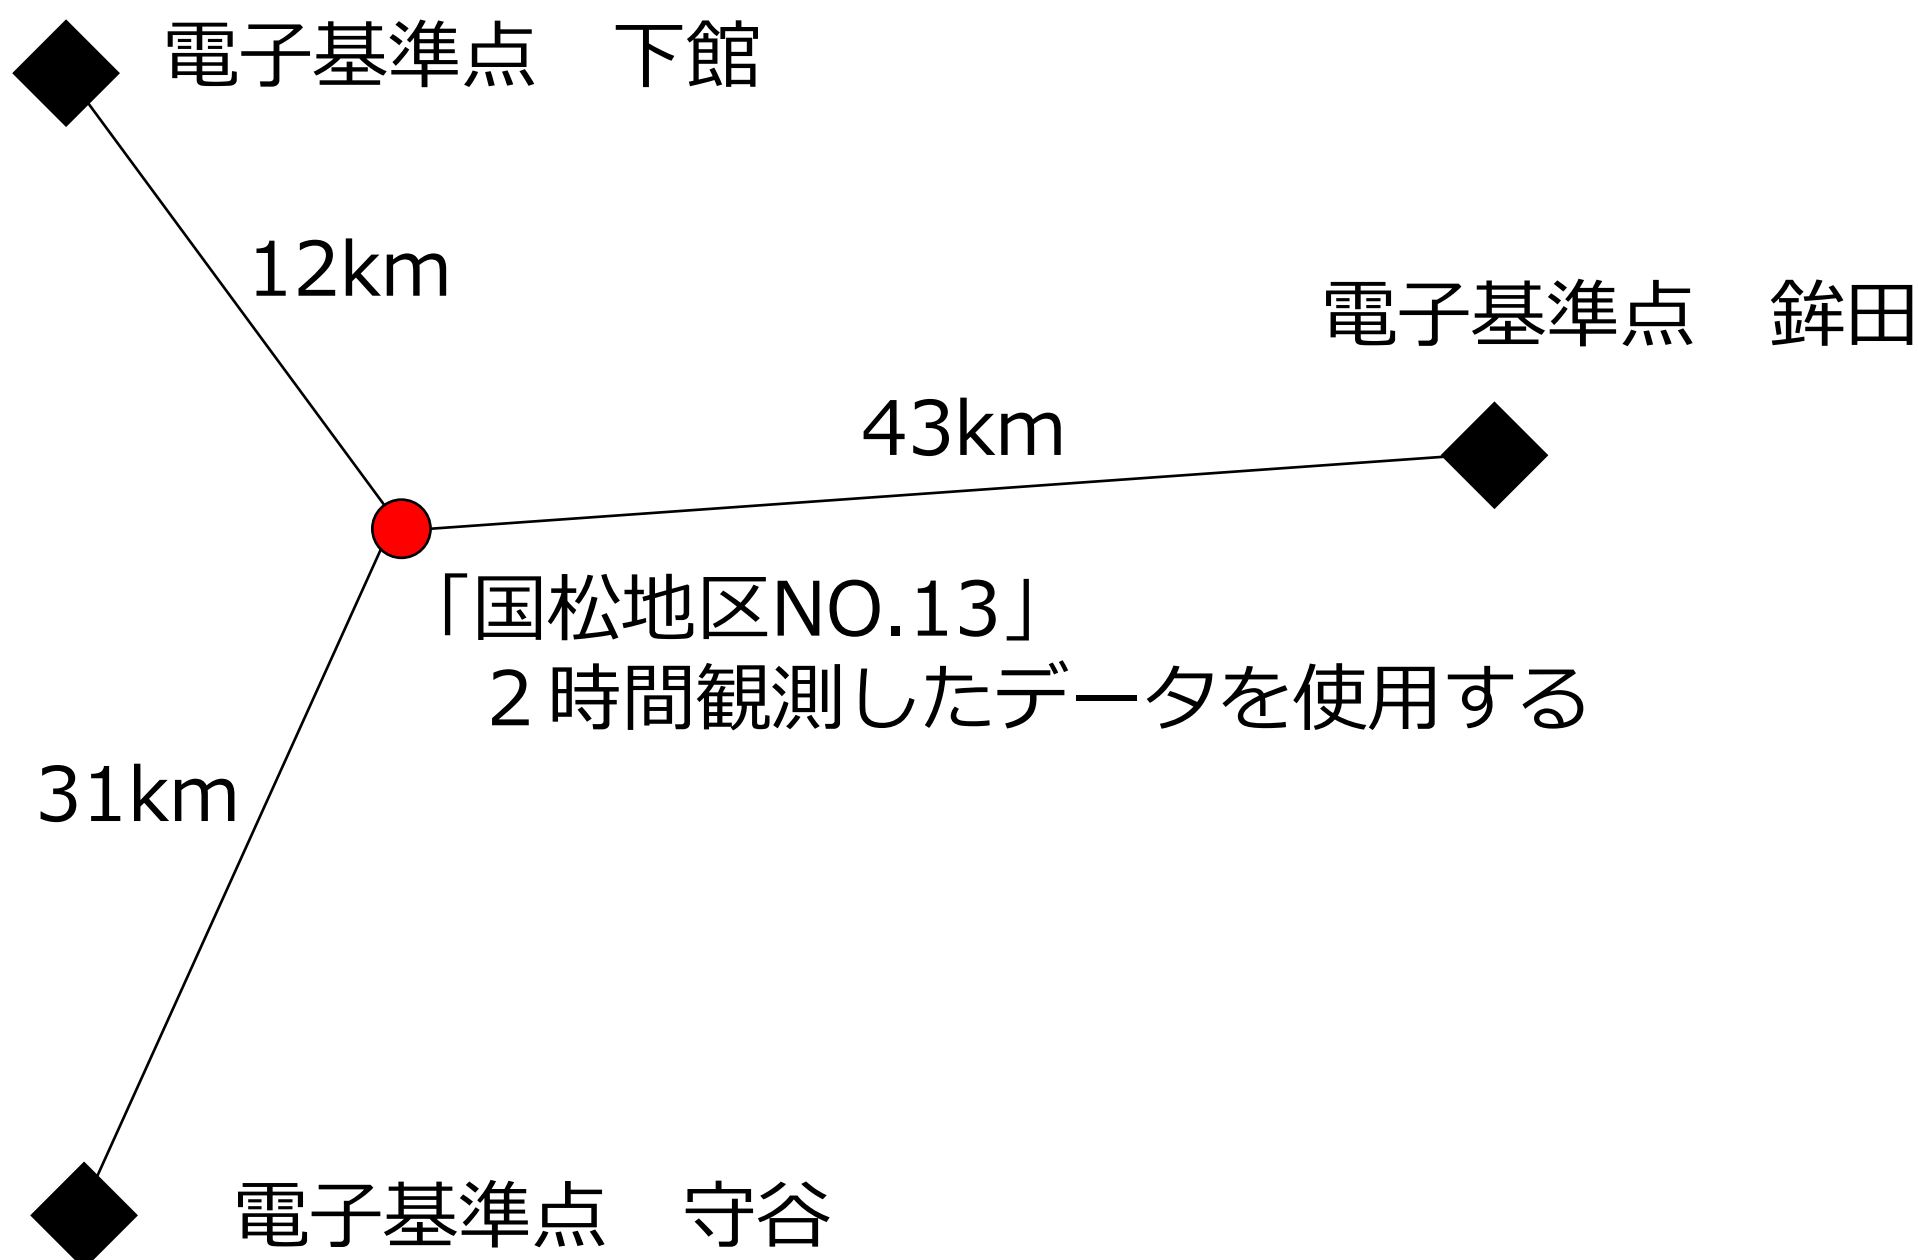 電子基準点　下館
12km
電子基準点　鉾田
43km
「国松地区NO.13」
２時間観測したデータを使用する
31km
電子基準点　守谷